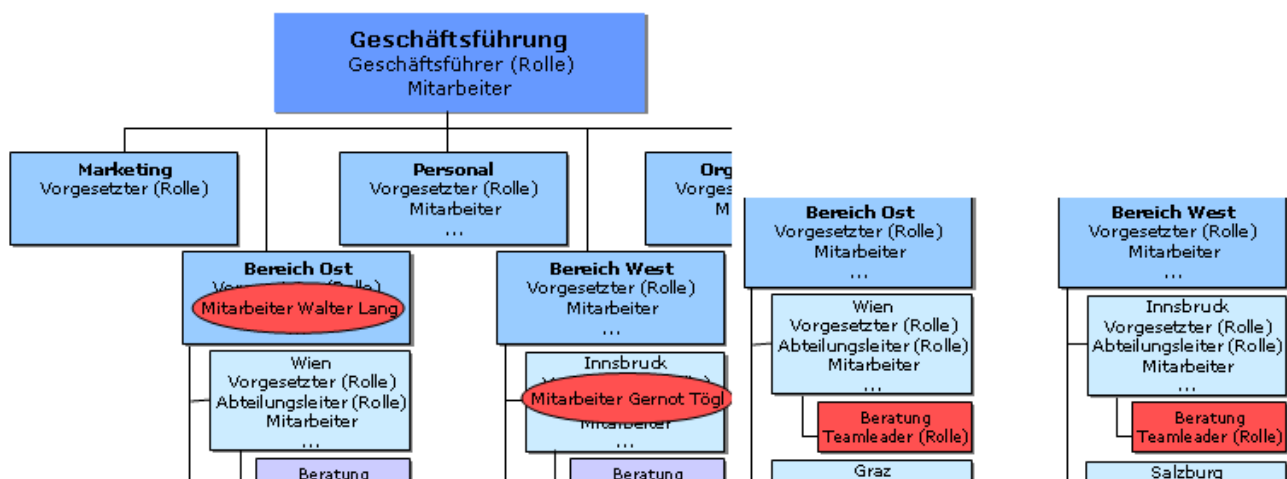 Geschäftsführung
Geschäftsführer (Rolle)
Mitarbeiter
Marketing
Vorgesetzter (Rolle)
Personal
Vorgesetzter (Rolle)
Mitarbeiter
...
Org
Vorges
M
Bereich Ost
Mitarbeiter Walter Lang
Wien
Vorgesetzter (Rolle)
Abteilungsleiter (Rolle)
Mitarbeiter
...
Beratung
Bereich West
Vorgesetzter (Rolle)
Mitarbeiter
...
Innsbruck
Mitarbeiter Gernot Tögl
Mitarbeiter
...
Beratung
Bereich Ost
Vorgesetzter (Rolle)
Mitarbeiter
...
Wien
Vorgesetzter (Rolle)
Abteilungsleiter (Rolle)
Mitarbeiter
...
Beratung
Teamleader (Rolle)
Graz
Bereich West
Vorgesetzter (Rolle)
Mitarbeiter
...
Innsbruck
Vorgesetzter (Rolle)
Abteilungsleiter (Rolle)
Mitarbeiter
...
Beratung
Teamleader (Rolle)
Salzburg